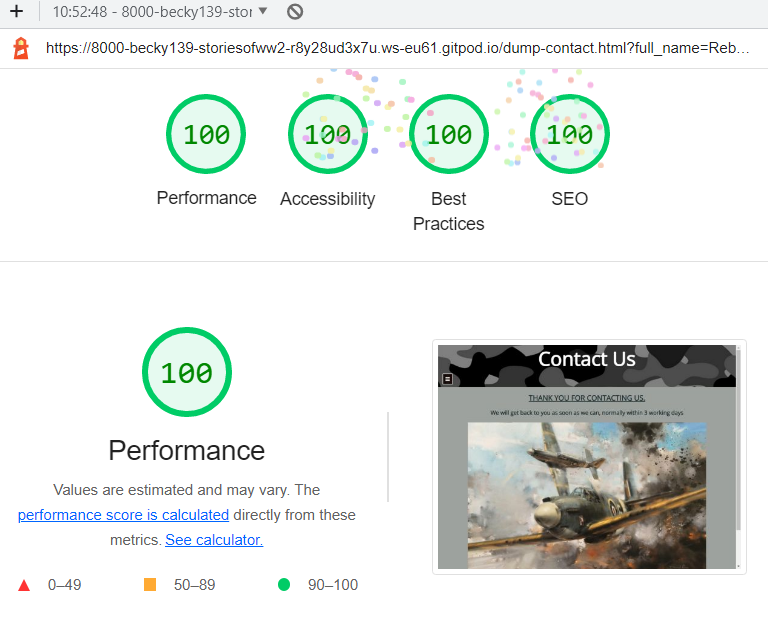 + 10:52:48 - 8000-becky139-stor
https://8000-becky139-storiesofww2-r8y28ud3x7u.ws-eu61.gitpod.io/dump-contact.html?full_name=Reb...
100 100 100 100
Performance Accessibility Best Practices SEO
100
Performance
Values are estimated and may vary. The
performance score is calculated directly from these
metrics. See calculator.
0–49 50–89 90–100
Contact Us
THANK YOU FOR CONTACTING US.
We will get back to you as soon as we can, normally within 3 working days